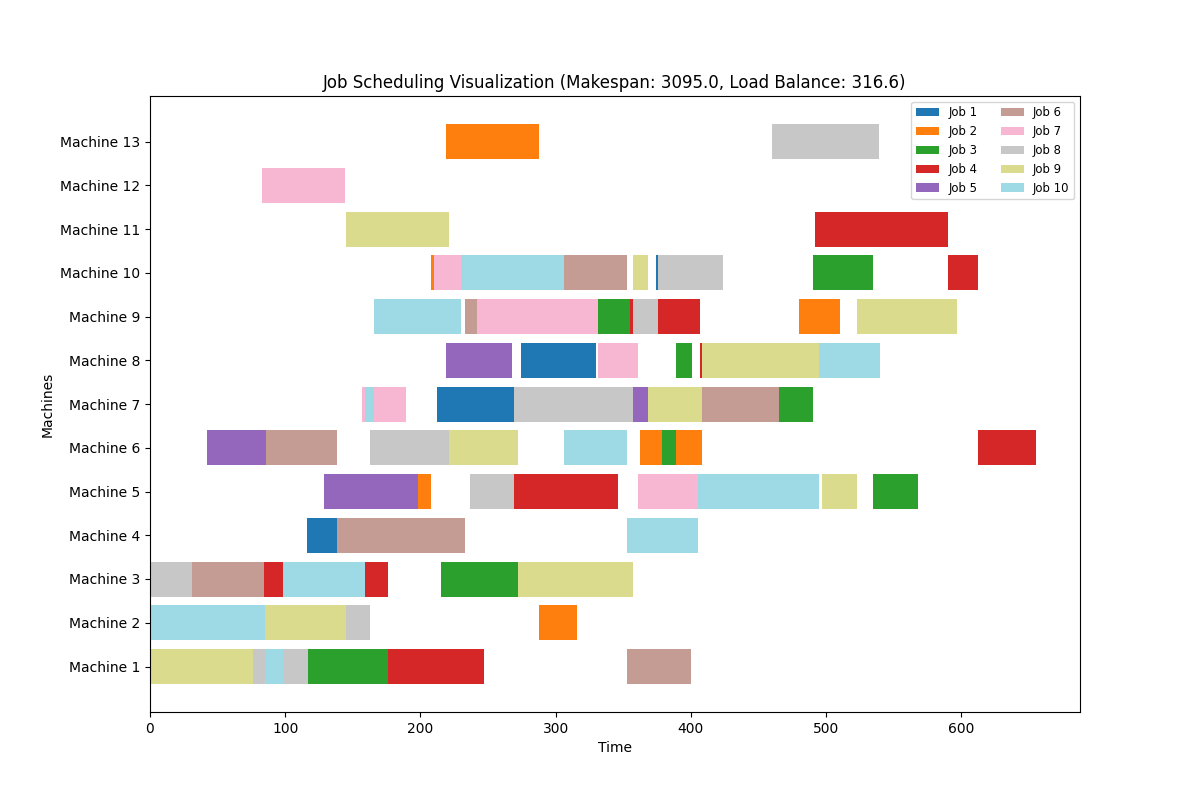 Job Scheduling Visualization (Makespan: 3095.0, Load Balance: 316.6)
Job 1
Job 2
Job 3
Job 4
Job 5
Job 6
Job 7
Job 8
Job 9
Job 10
Machines
Machine 13
Machine 12
Machine 11
Machine 10
Machine 9
Machine 8
Machine 7
Machine 6
Machine 5
Machine 4
Machine 3
Machine 2
Machine 1
0 100 200 300 400 500 600
Time